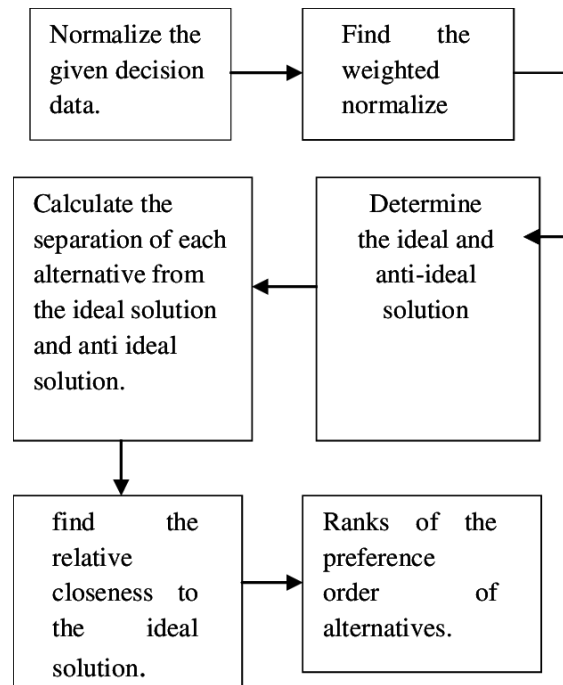 Normalize the
given decision
data.
Find the
weighted
normalize
Determine
the ideal and
anti-ideal
solution
Calculate the
separation of each
alternative from
the ideal solution
and anti ideal
solution.
find the
relative
closeness to
the ideal
solution.
Ranks of the
preference
order of
alternatives.